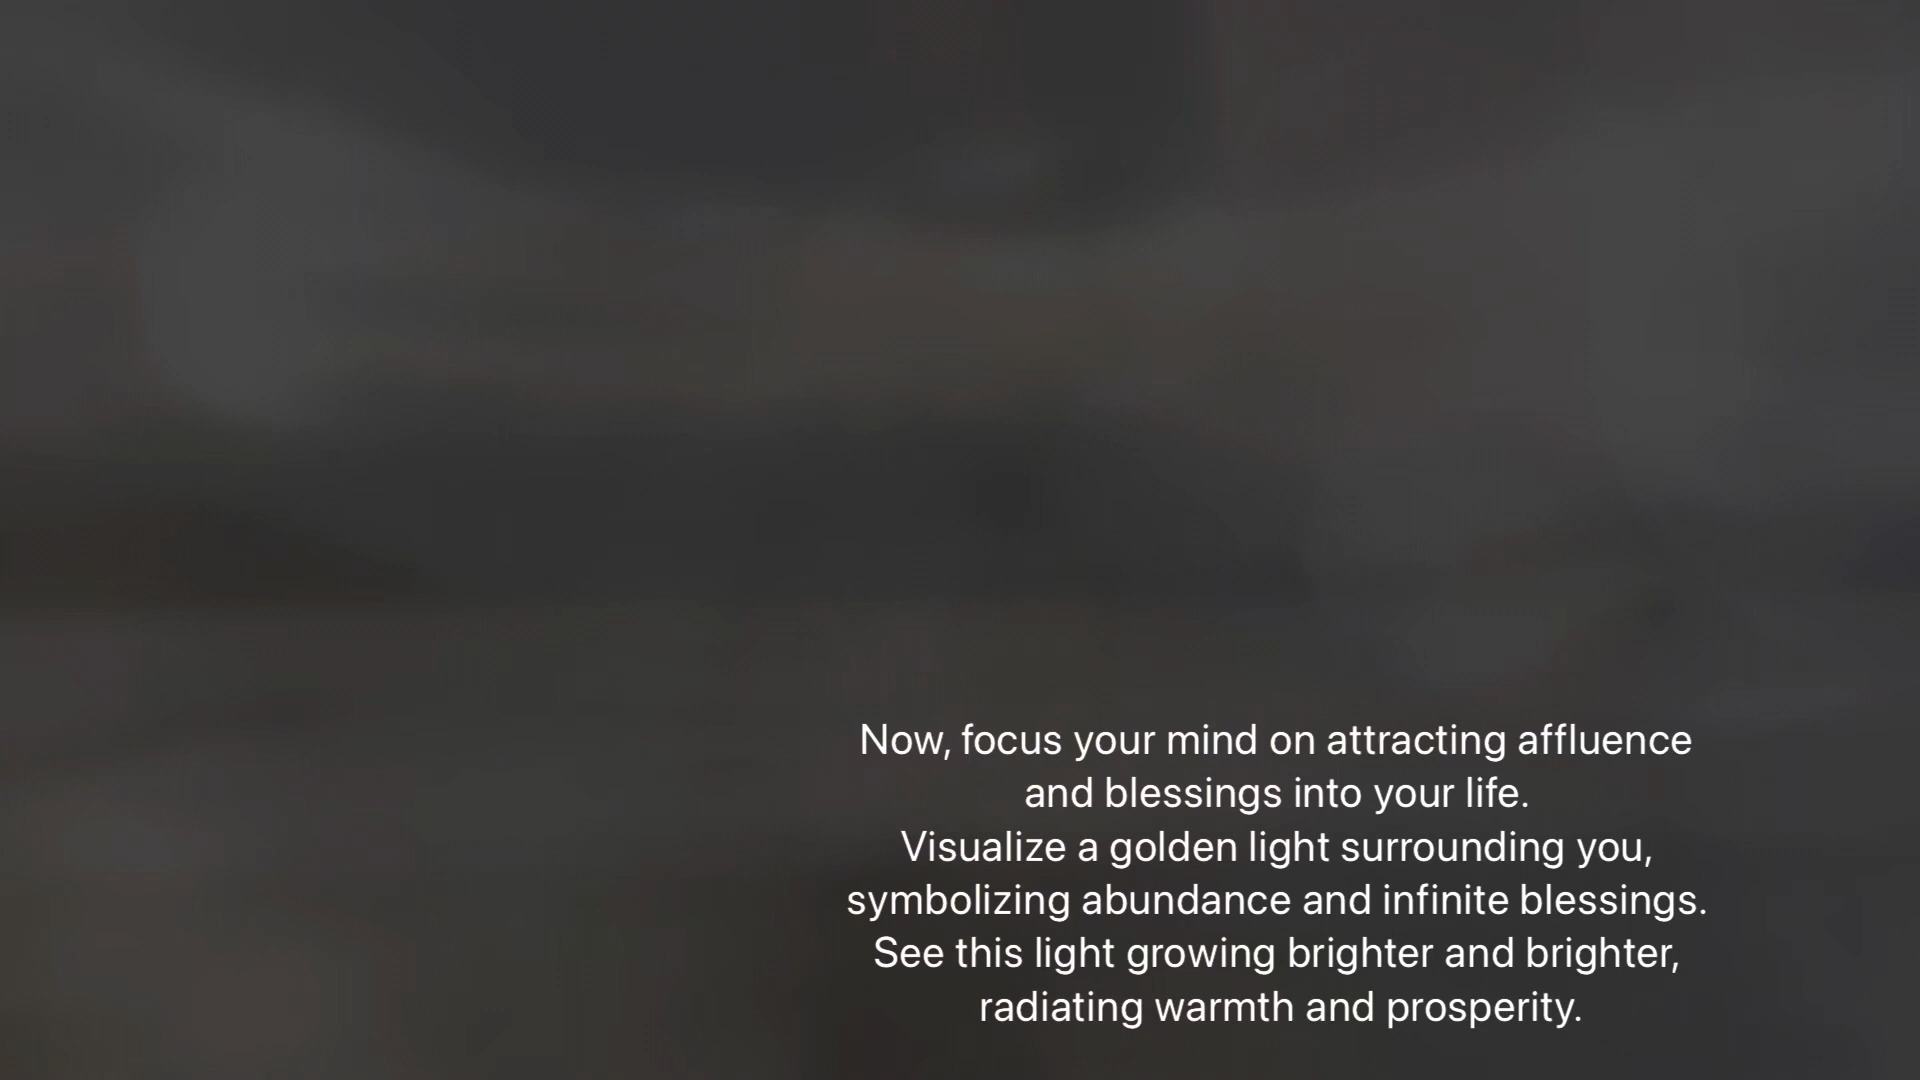 Now, focus your mind on attracting affluence
and blessings into your life.
Visualize a golden light surrounding you,
symbolizing abundance and infinite blessings.
See this light growing brighter and brighter,
radiating warmth and prosperity.